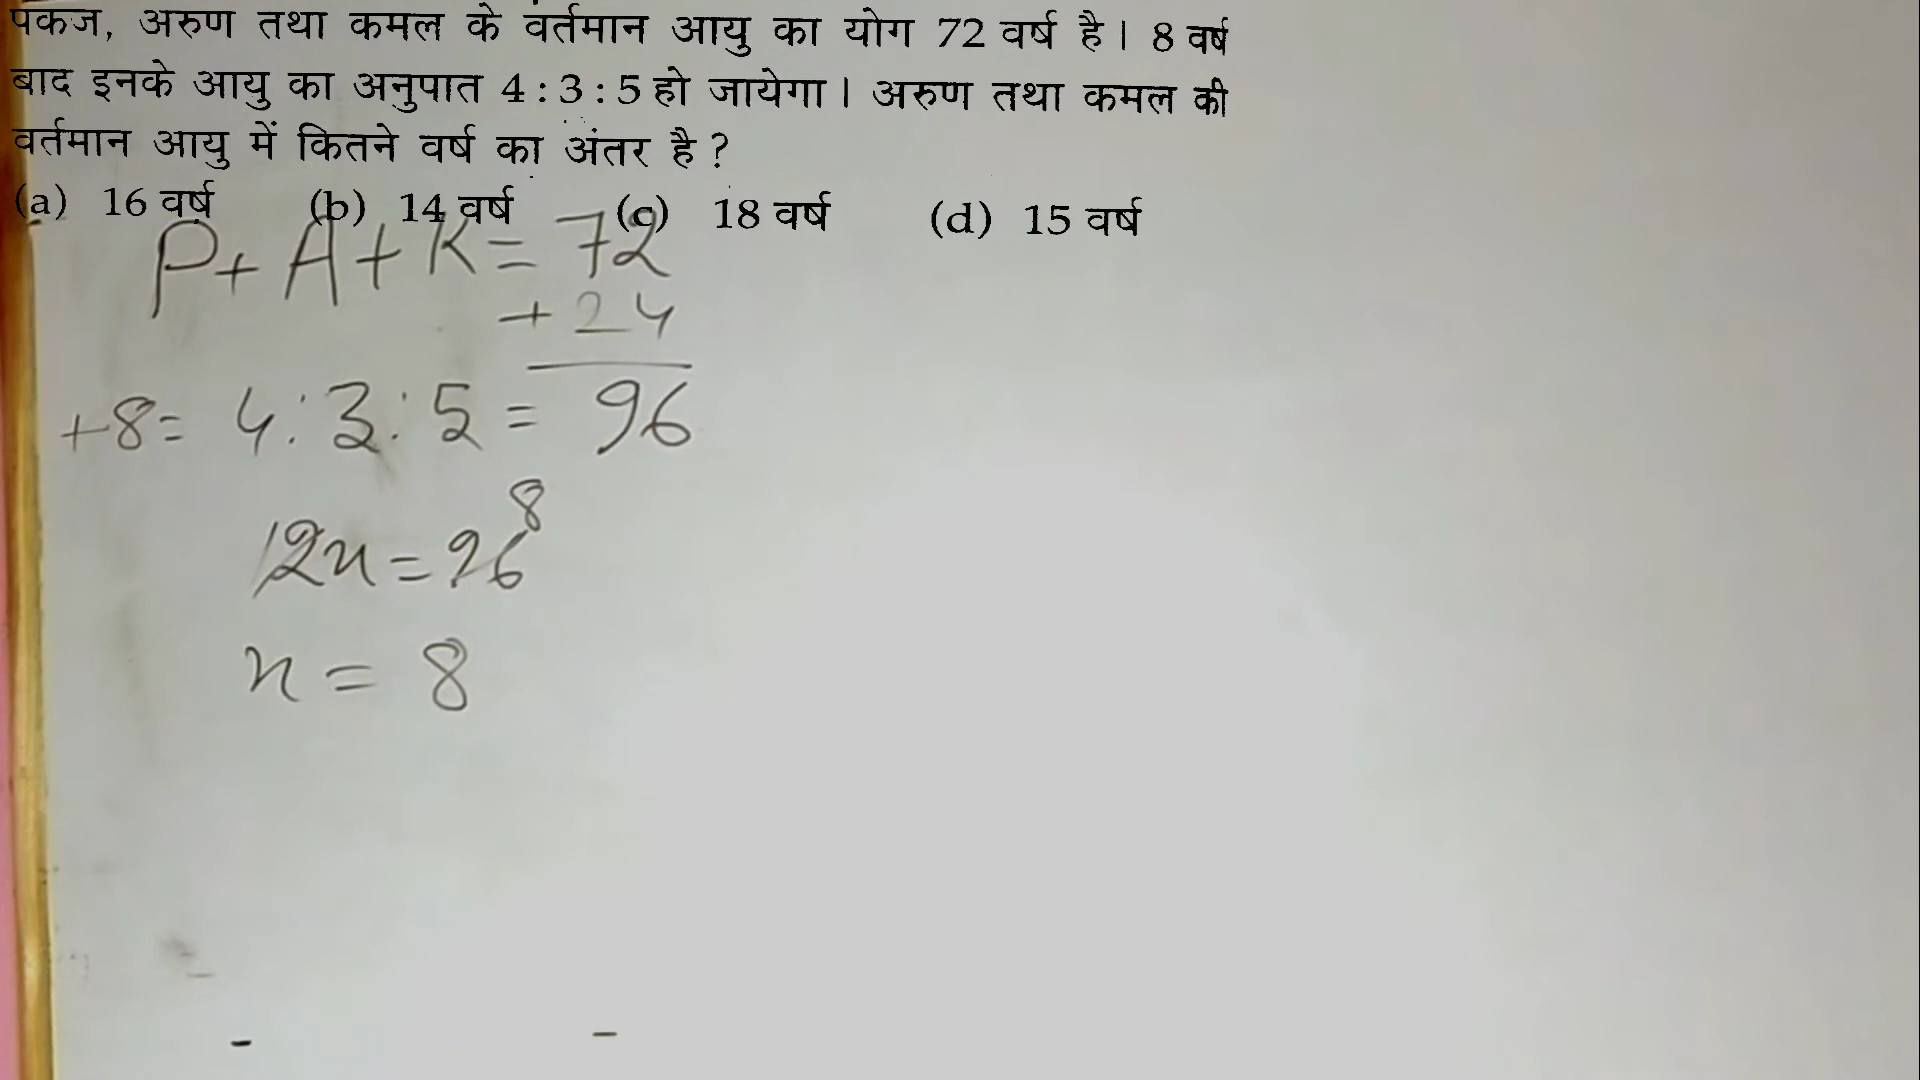 पंकज, अरुण तथा कमल के वर्तमान आयु का योग 72 वर्ष है। 8 वर्ष
बाद इनके आयु का अनुपात 4 : 3 : 5 हो जायेगा। अरुण तथा कमल की
वर्तमान आयु में कितने वर्ष का अंतर है ?
(a) 16 वर्ष (b) 14 वर्ष (c) 18 वर्ष (d) 15 वर्ष
P + A + K = 72
+ 24
+8 = 4 : 3 : 5 = 96
8
12x = 96
x = 8